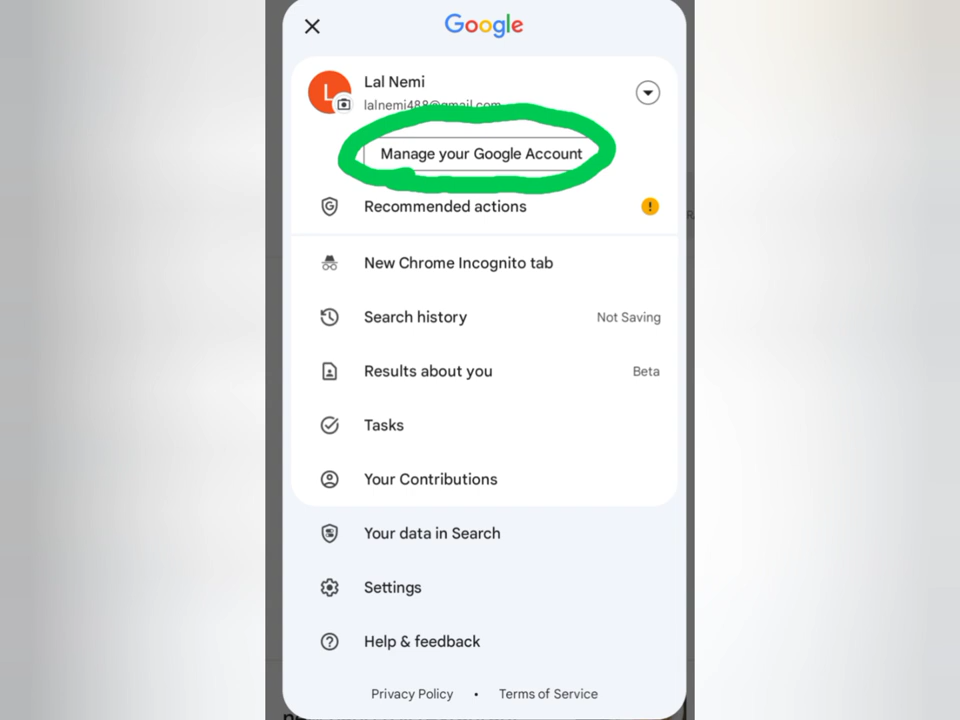 Google
L
Lal Nemi
lalnemi488@gmail.com
Manage your Google Account
Recommended actions
New Chrome Incognito tab
Search history Not Saving
Results about you Beta
Tasks
Your Contributions
Your data in Search
Settings
Help & feedback
Privacy Policy • Terms of Service